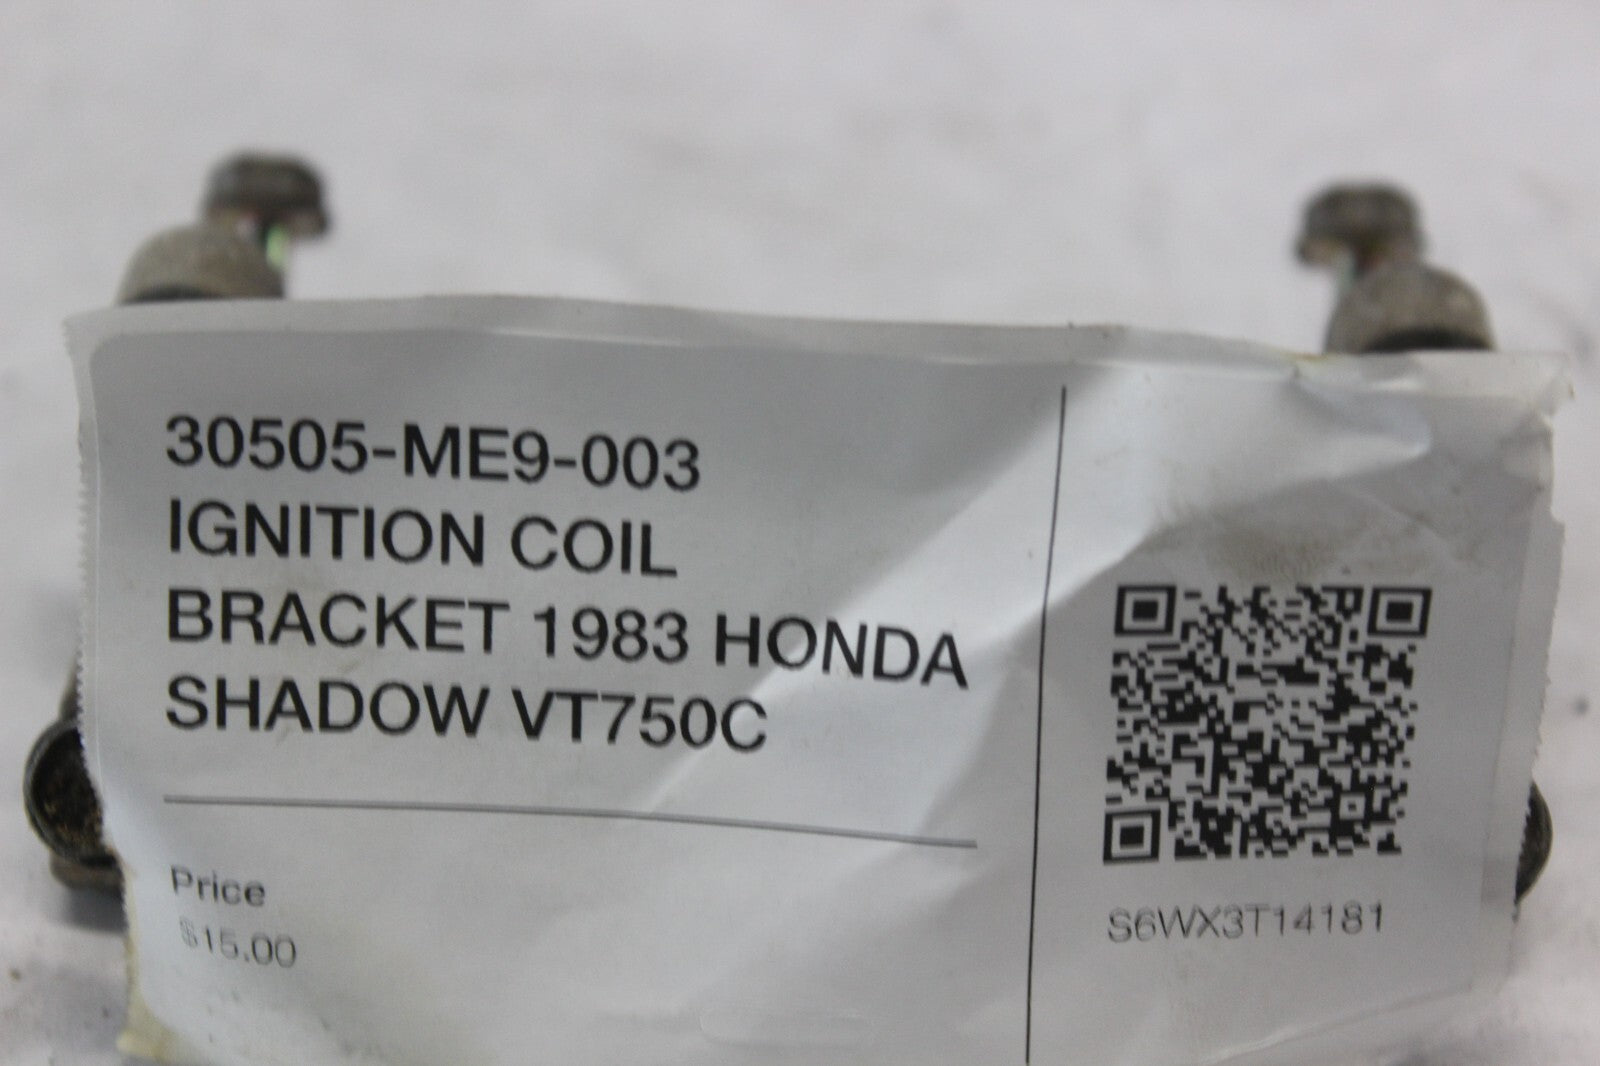 30505-ME9-003
IGNITION COIL
BRACKET 1983 HONDA
SHADOW VT750C
Price
$15.00
S6WX3T14181